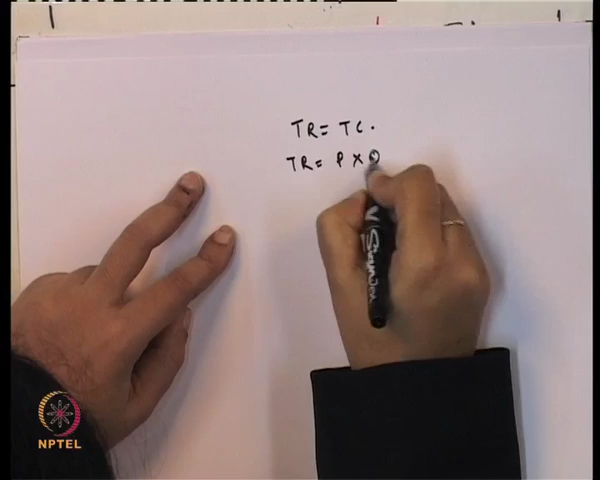 TR = TC.
TR = P X Q
NPTEL